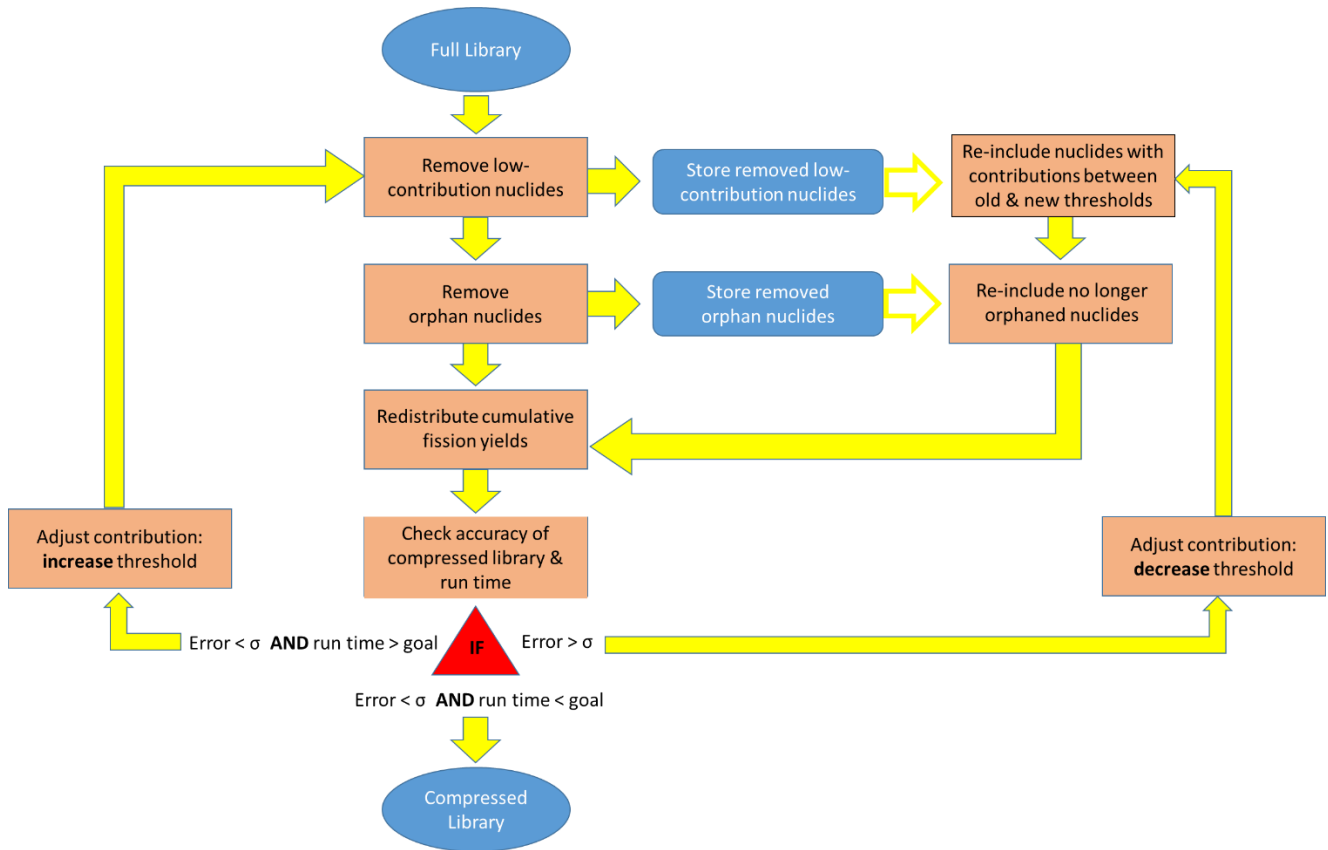 Full Library
Remove low-
contribution nuclides
Store removed low-
contribution nuclides
Re-include nuclides with
contributions between
old & new thresholds
Remove
orphan nuclides
Store removed
orphan nuclides
Re-include no longer
orphaned nuclides
Redistribute cumulative
fission yields
Check accuracy of
compressed library &
run time
Adjust contribution:
increase threshold
Adjust contribution:
decrease threshold
Error < σ AND run time > goal
IF
Error > σ
Error < σ AND run time < goal
Compressed
Library